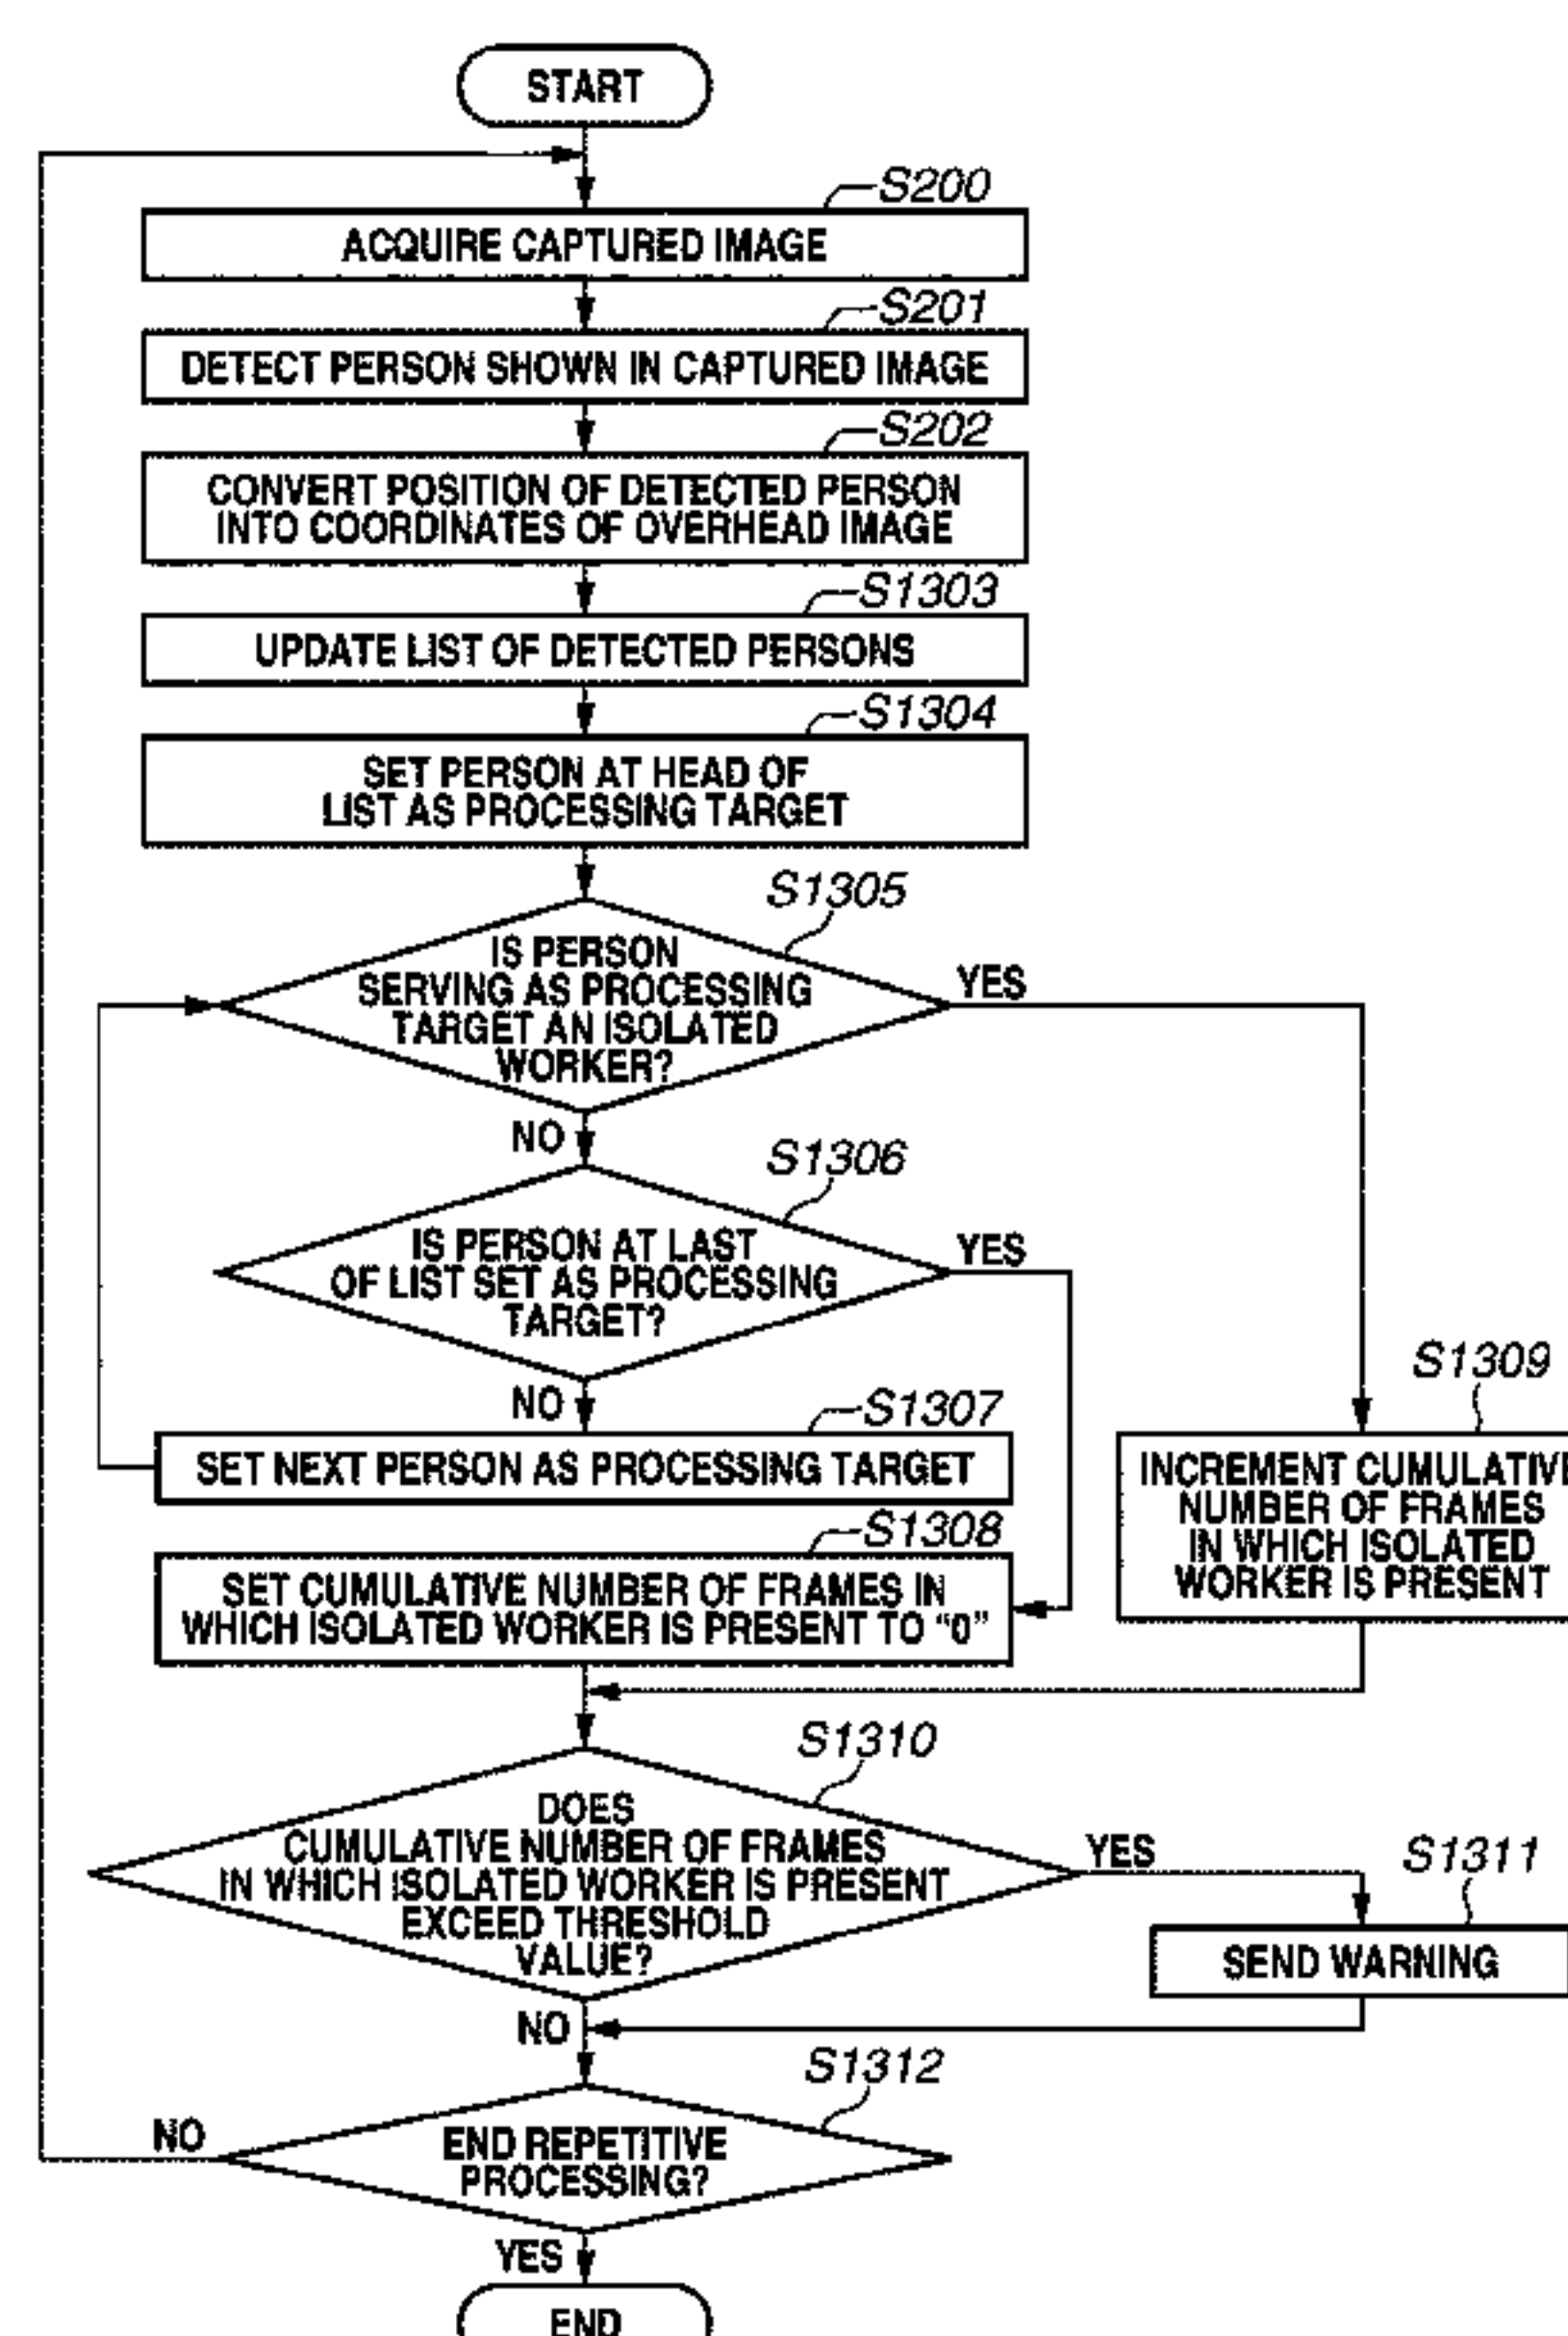 START
S200
ACQUIRE CAPTURED IMAGE
S201
DETECT PERSON SHOWN IN CAPTURED IMAGE
S202
CONVERT POSITION OF DETECTED PERSON
INTO COORDINATES OF OVERHEAD IMAGE
S1303
UPDATE LIST OF DETECTED PERSONS
S1304
SET PERSON AT HEAD OF
LIST AS PROCESSING TARGET
S1305
IS PERSON
SERVING AS PROCESSING
TARGET AN ISOLATED
WORKER?
YES
NO
S1306
IS PERSON AT LAST
OF LIST SET AS PROCESSING
TARGET?
YES
NO
S1307
SET NEXT PERSON AS PROCESSING TARGET
S1308
SET CUMULATIVE NUMBER OF FRAMES IN
WHICH ISOLATED WORKER IS PRESENT TO “0”
S1309
INCREMENT CUMULATIVE
NUMBER OF FRAMES
IN WHICH ISOLATED
WORKER IS PRESENT
S1310
DOES
CUMULATIVE NUMBER OF FRAMES
IN WHICH ISOLATED WORKER IS PRESENT
EXCEED THRESHOLD
VALUE?
YES
S1311
SEND WARNING
NO
S1312
END REPETITIVE
PROCESSING?
NO
YES
END